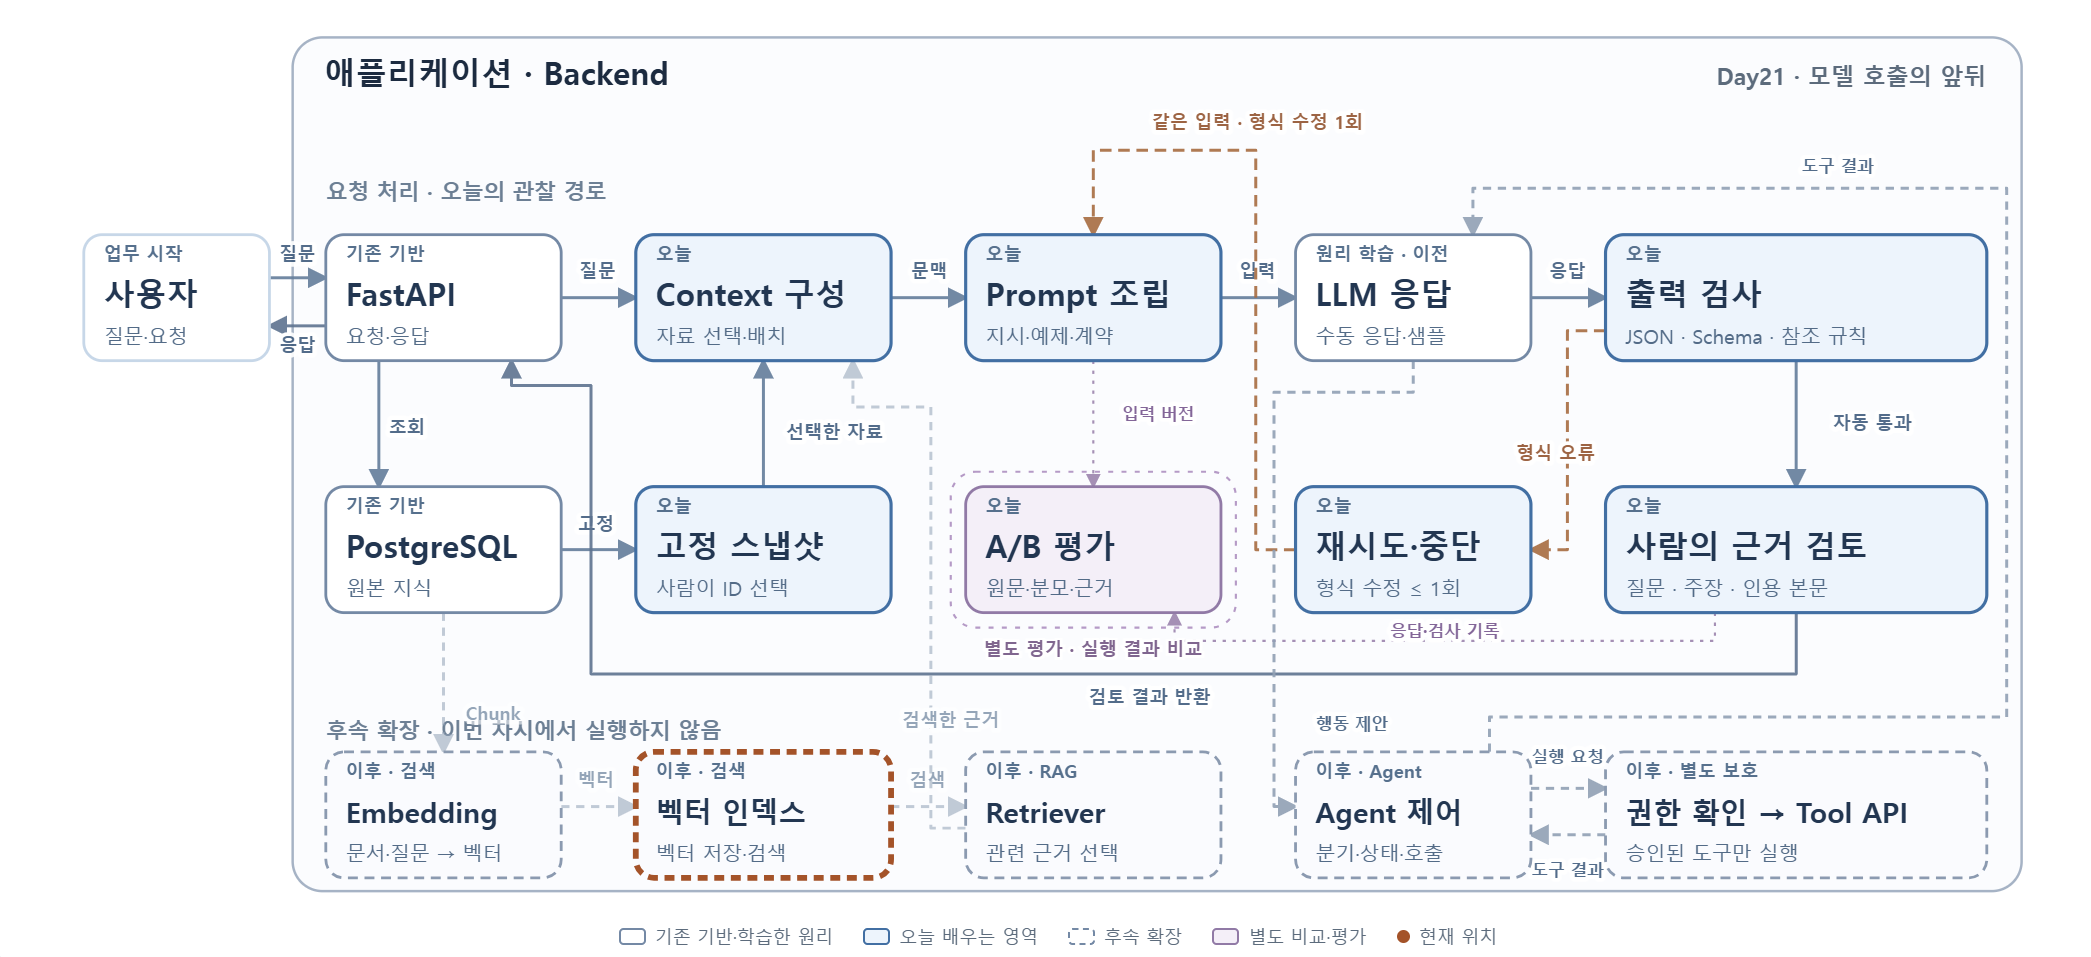 애플리케이션 · Backend
Day21 · 모델 호출의 앞뒤
같은 입력 · 형식 수정 1회
도구 결과
요청 처리 · 오늘의 관찰 경로
업무 시작
사용자
질문·요청
질문
응답
기존 기반
FastAPI
요청·응답
질문
오늘
Context 구성
자료 선택·배치
문맥
오늘
Prompt 조립
지시·예제·계약
입력
원리 학습 · 이전
LLM 응답
수동 응답·샘플
응답
오늘
출력 검사
JSON · Schema · 참조 규칙
조회
선택한 자료
입력 버전
형식 오류
자동 통과
기존 기반
PostgreSQL
원본 지식
고정
오늘
고정 스냅샷
사람이 ID 선택
오늘
A/B 평가
원문·분모·근거
오늘
재시도·중단
형식 수정 ≤ 1회
오늘
사람의 근거 검토
질문 · 주장 · 인용 본문
별도 평가 · 실행 결과 비교
응답·검사 기록
검토 결과 반환
Chunk
후속 확장 · 이번 차시에서 실행하지 않음
검색한 근거
행동 제안
이후 · 검색
Embedding
문서·질문 → 벡터
벡터
이후 · 검색
벡터 인덱스
벡터 저장·검색
검색
이후 · RAG
Retriever
관련 근거 선택
이후 · Agent
Agent 제어
분기·상태·호출
실행 요청
도구 결과
이후 · 별도 보호
권한 확인 → Tool API
승인된 도구만 실행
기존 기반·학습한 원리
오늘 배우는 영역
후속 확장
별도 비교·평가
현재 위치